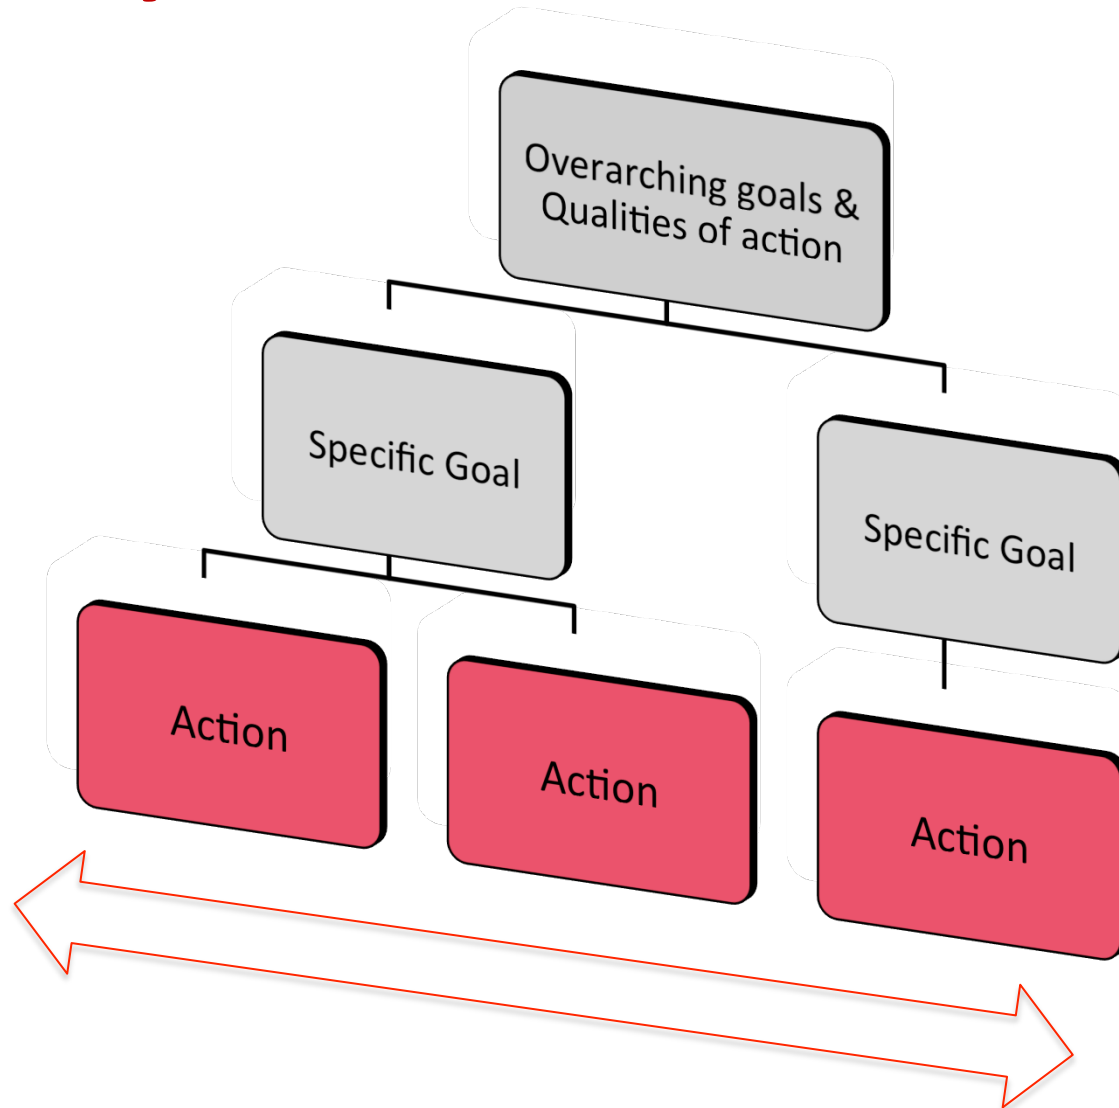 Overarching goals &
Qualities of action
Specific Goal
Specific Goal
Action
Action
Action